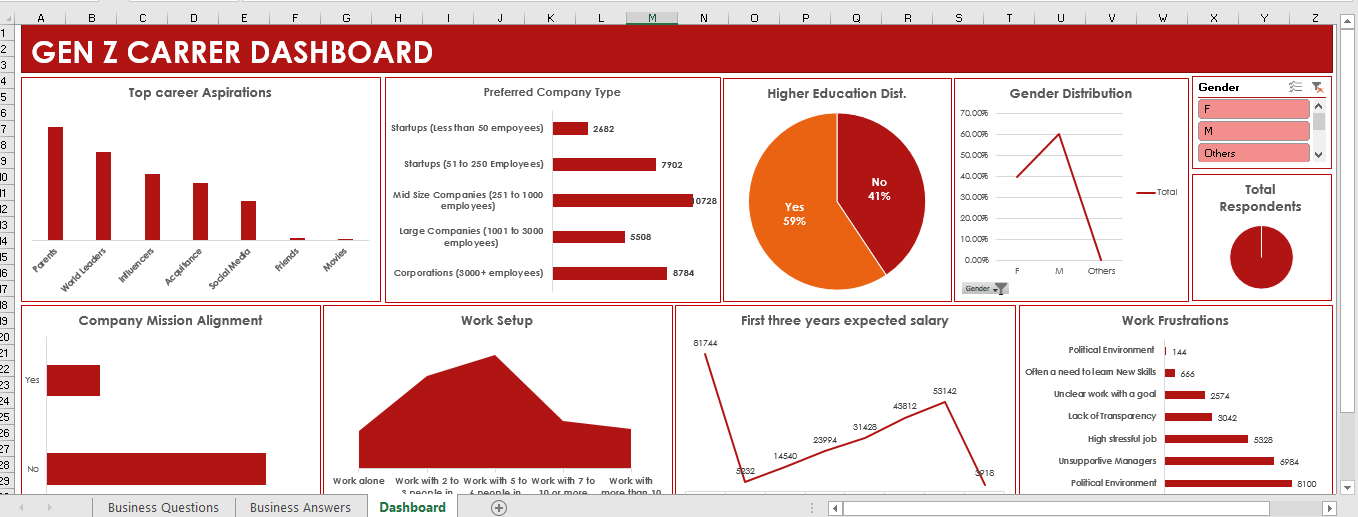 A B C D E F G H I J K L M N O P Q R S T U V W X Y Z
1
2
3
4
5
6
7
8
9
10
11
12
13
14
15
16
17
18
19
20
21
22
23
24
25
26
27
28
29
GEN Z CARRER DASHBOARD
Top career Aspirations
Parents
World Leaders
Influencers
Acquitance
Social Media
Friends
Movies
Preferred Company Type
Startups (Less than 50 empoyees)
2682
Startups (51 to 250 Employees)
7902
Mid Size Companies (251 to 1000
employees)
10728
Large Companies (1001 to 3000
employees)
5508
Corporations (3000+ employees)
8784
Higher Education Dist.
No
41%
Yes
59%
Gender Distribution
70.00%
60.00%
50.00%
40.00%
30.00%
20.00%
10.00%
0.00%
F M Others
Total
Gender
Gender
F
M
Others
Total
Respondents
Company Mission Alignment
Yes
No
Work Setup
Work alone
Work with 2 to
3 people in
Work with 5 to
6 people in
Work with 7 to
10 or more
Work with
more than 10
First three years expected salary
81744
5232
14540
23994
31428
43812
53142
3918
Work Frustrations
Political Environment
144
Often a need to learn New Skills
666
Unclear work with a goal
2574
Lack of Transparency
3042
High stressful job
5328
Unsupportive Managers
6984
Political Environment
8100
Business Questions Business Answers Dashboard